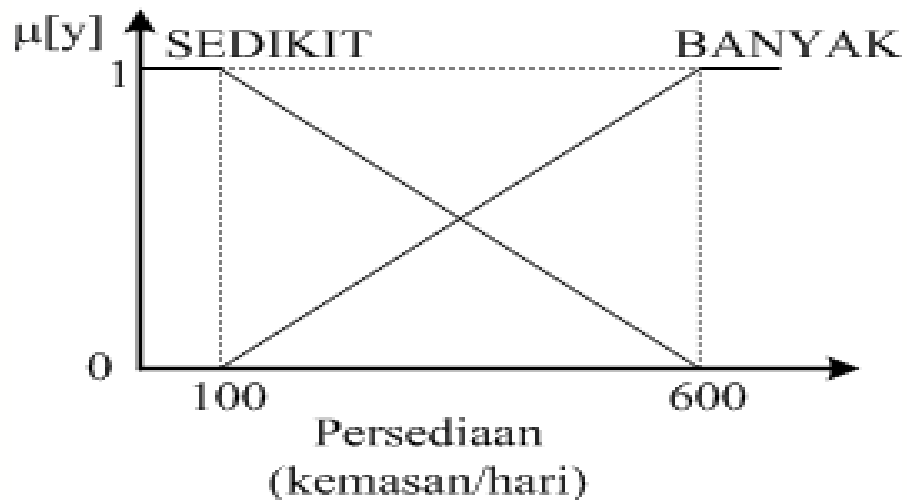 μ[y]
SEDIKIT BANYAK
1
0
100 600
Persediaan
(kemasan/hari)